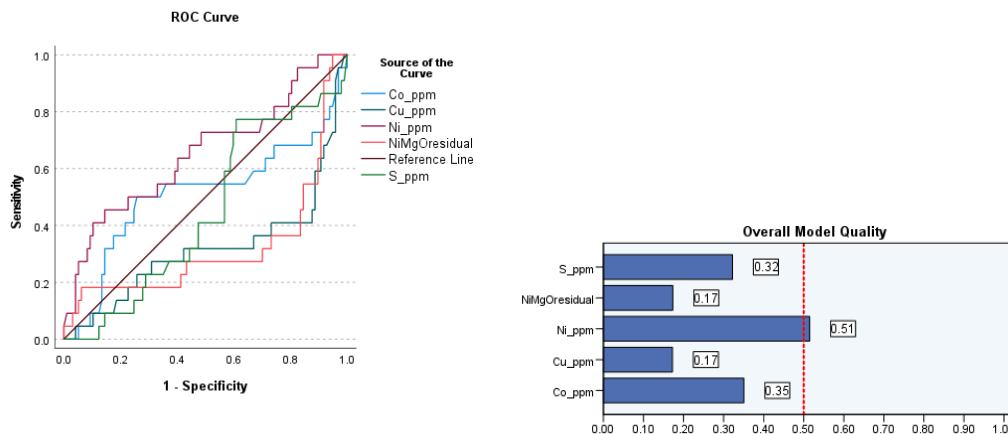 ROC Curve
1.0
0.8
0.6
0.4
0.2
0.0
Sensitivity
0.0 0.2 0.4 0.6 0.8 1.0
1 - Specificity
Source of the
Curve
Co_ppm
Cu_ppm
Ni_ppm
NiMgOresidual
Reference Line
S_ppm
Overall Model Quality
S_ppm 0.32
NiMgOresidual 0.17
Ni_ppm 0.51
Cu_ppm 0.17
Co_ppm 0.35
0.00 0.10 0.20 0.30 0.40 0.50 0.60 0.70 0.80 0.90